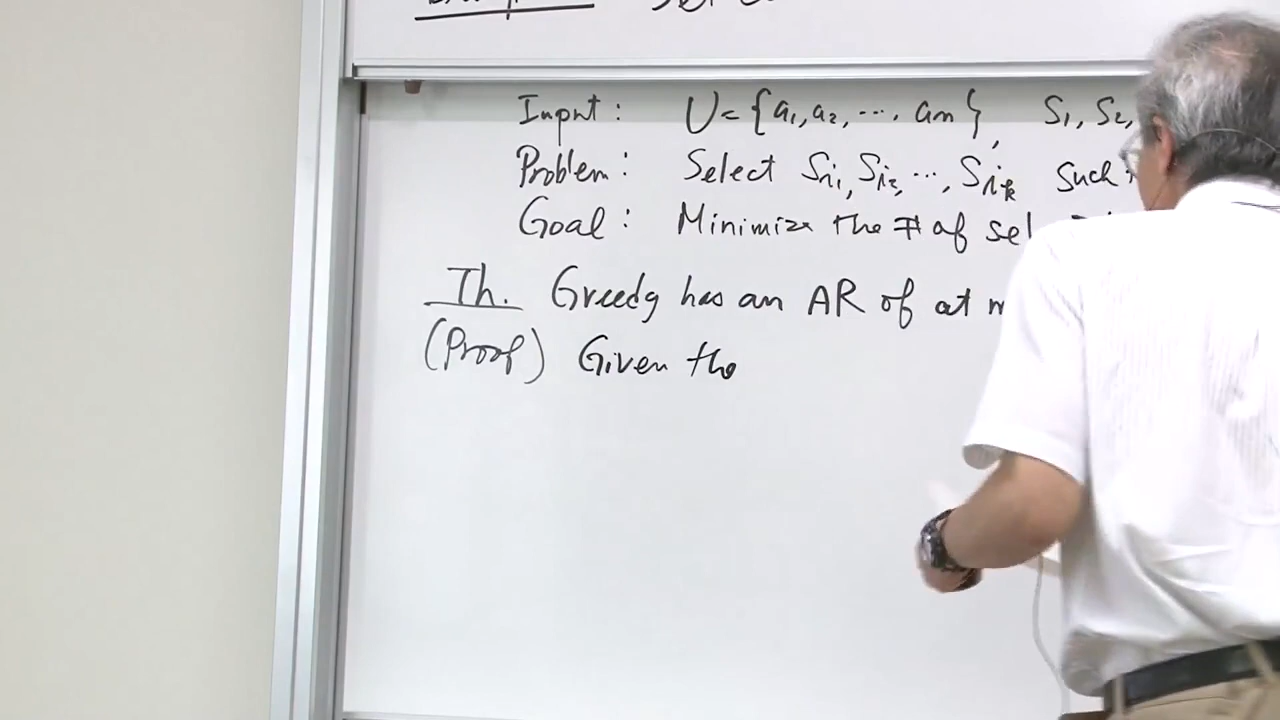 Input : U = {a1, a2, ..., am}, S1, S2,
Problem : Select Si1, Si2, ..., Sik such
Goal : Minimize the # of sel
Th. Greedy has an AR of at m
(Proof) Given the